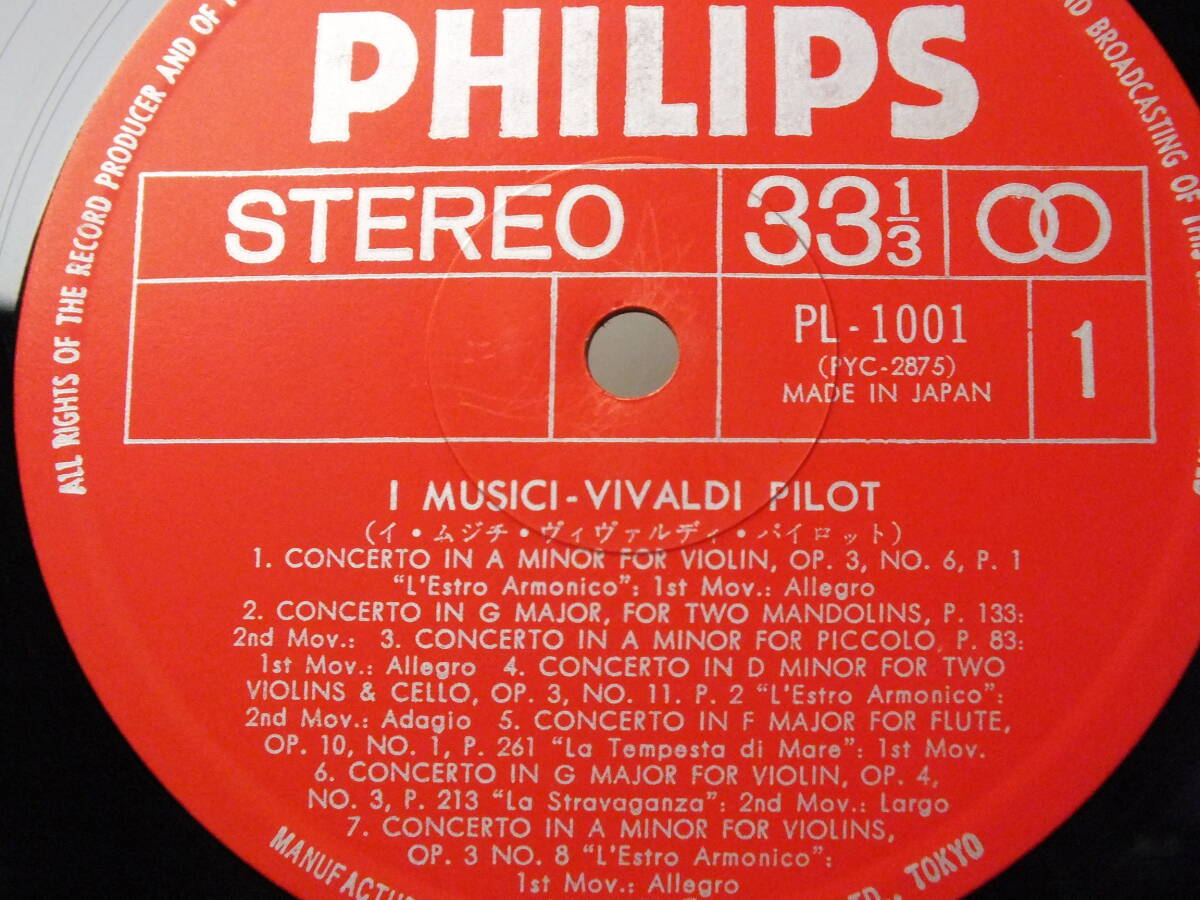 PHILIPS
ALL RIGHTS OF THE RECORD PRODUCER AND OF
BROADCASTING OF THIS
STEREO 33⅓
PL-1001
(PYC-2875)
MADE IN JAPAN
1
I MUSICI-VIVALDI PILOT
(イ・ムジチ・ヴィヴァルディ・パイロット)
1. CONCERTO IN A MINOR FOR VIOLIN, OP. 3, NO. 6, P. 1
"L'Estro Armonico": 1st Mov.: Allegro
2. CONCERTO IN G MAJOR, FOR TWO MANDOLINS, P. 133:
2nd Mov.: 3. CONCERTO IN A MINOR FOR PICCOLO, P. 83:
1st Mov.: Allegro 4. CONCERTO IN D MINOR FOR TWO
VIOLINS & CELLO, OP. 3, NO. 11. P. 2 "L'Estro Armonico":
2nd Mov.: Adagio 5. CONCERTO IN F MAJOR FOR FLUTE,
OP. 10, NO. 1, P. 261 "La Tempesta di Mare": 1st Mov.
6. CONCERTO IN G MAJOR FOR VIOLIN, OP. 4,
NO. 3, P. 213 "La Stravaganza": 2nd Mov.: Largo
7. CONCERTO IN A MINOR FOR VIOLINS,
OP. 3 NO. 8 "L'Estro Armonico":
1st Mov.: Allegro
TOKYO